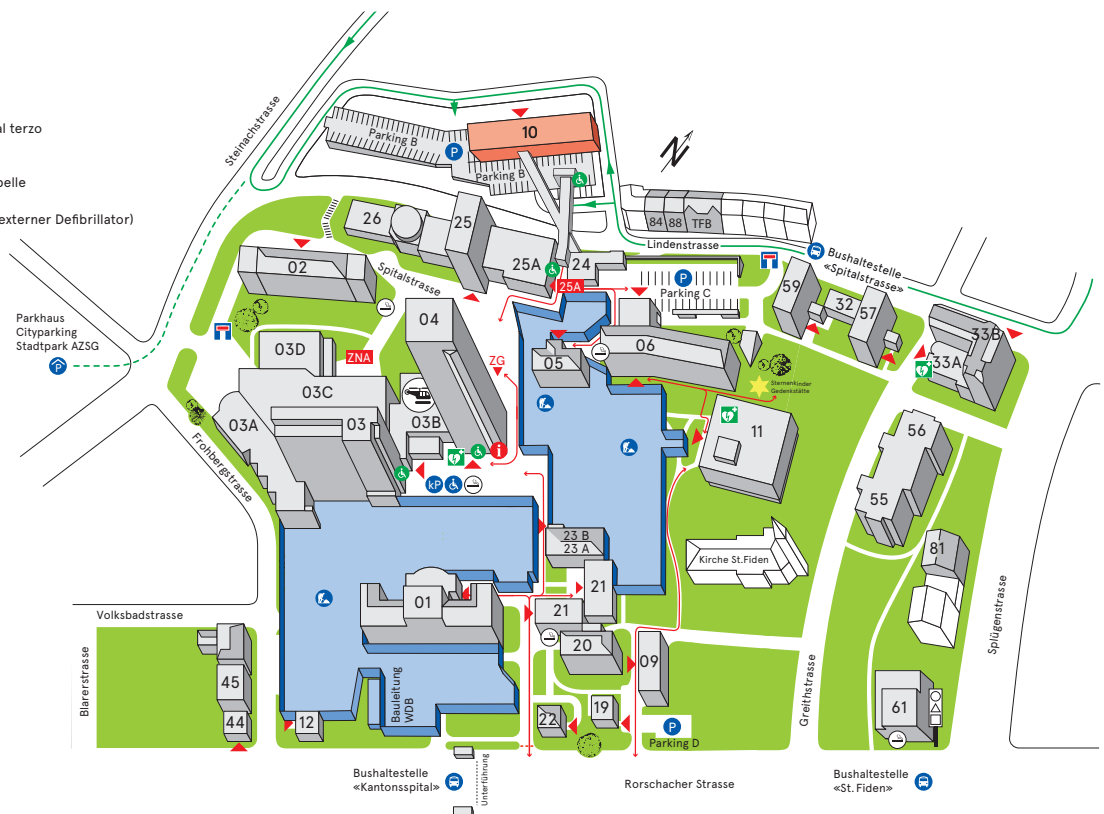 al terzo
pelle
externer Defibrillator)
Steinachstrasse
Parking B
P
10
Parking B
N
84 88 TFB
26
25
Lindenstrasse
Bushaltestelle
«Spitalstrasse»
02
Spitalstrasse
25A
24
25A
P
Parking C
59
32
57
33B
33A
Parkhaus
Cityparking
Stadtpark AZSG
P
04
03D
ZNA
ZG
05
06
Sternenkinder
Gedenkstätte
03C
03A
03
03B
i
kP
11
56
55
Frohbergstrasse
23 B
23 A
Kirche St.Fiden
81
01
21
21
20
09
Volksbadstrasse
Blarerstrasse
45
44
12
Bauleitung
WDB
22
19
P
Parking D
Greithstrasse
Splügenstrasse
61
Bushaltestelle
«Kantonsspital»
Unterführung
Rorschacher Strasse
Bushaltestelle
«St. Fiden»